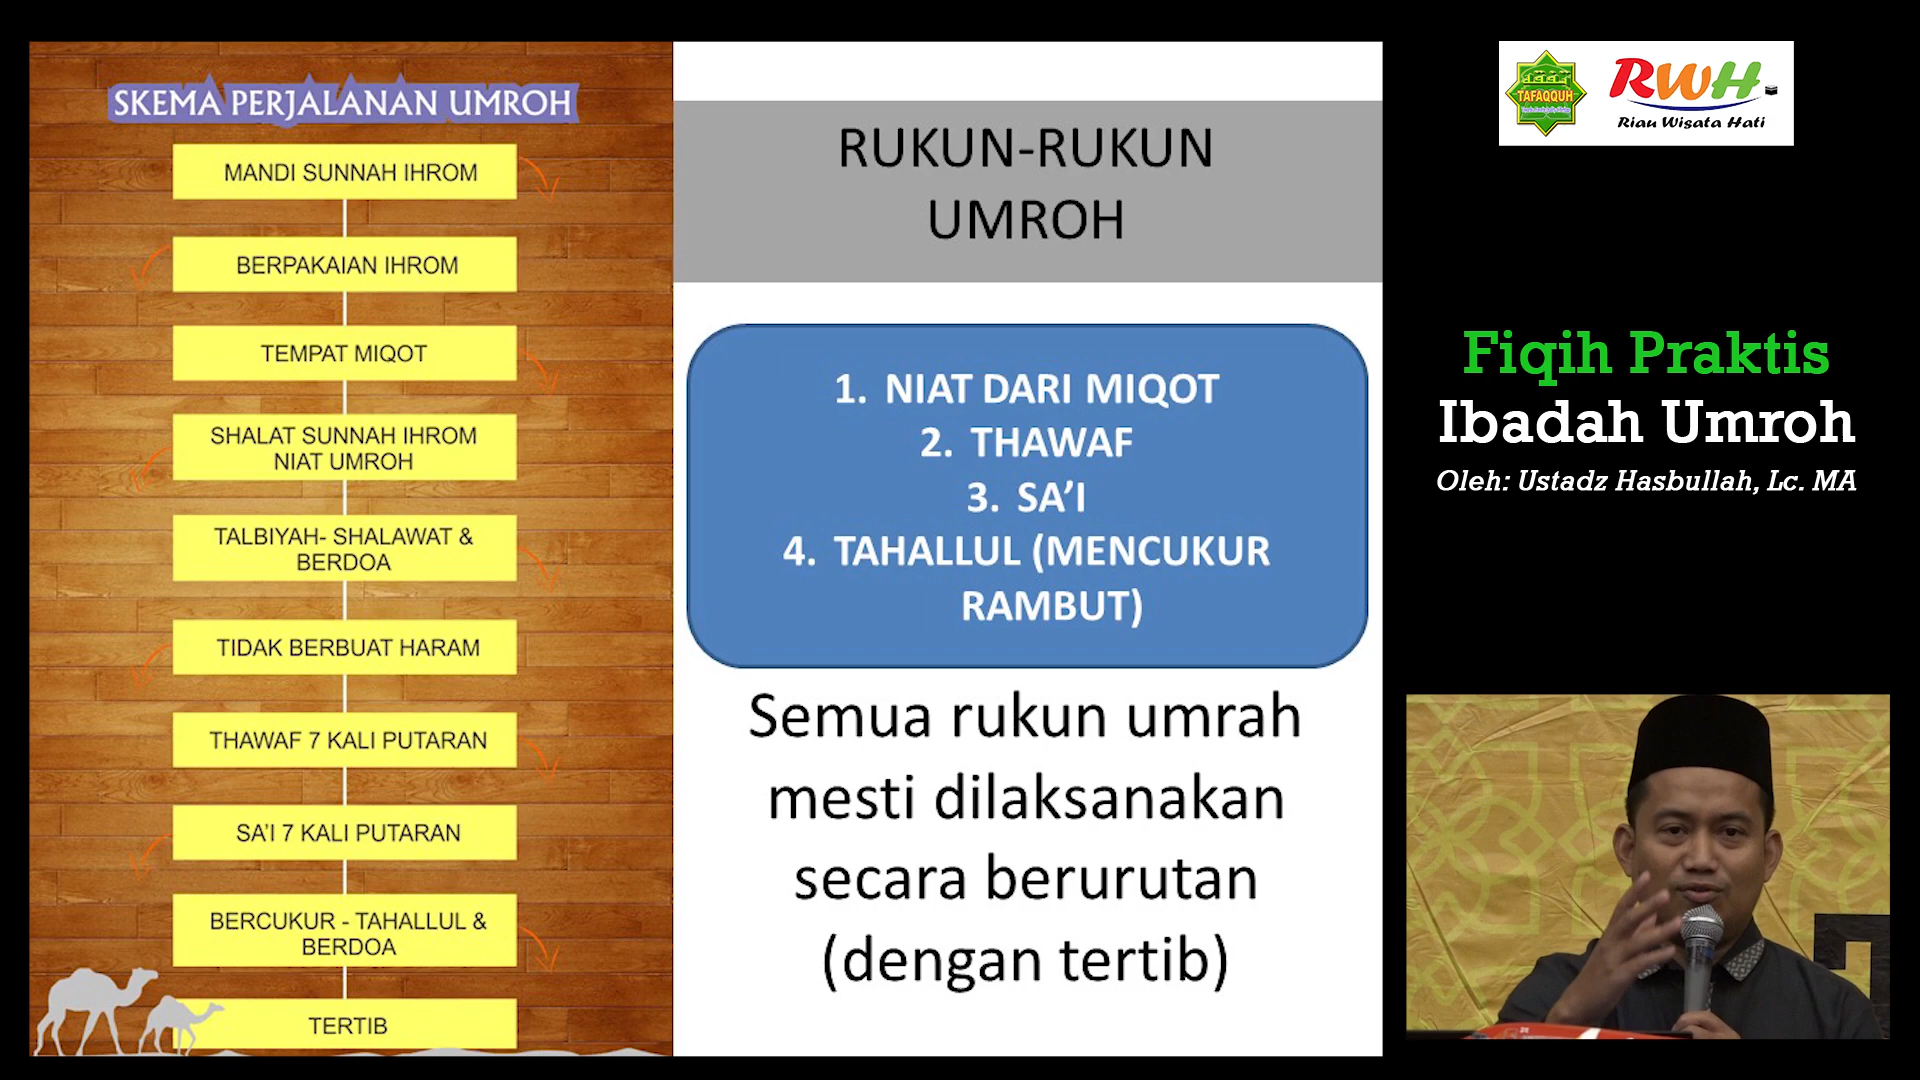 SKEMA PERJALANAN UMROH
MANDI SUNNAH IHROM
BERPAKAIAN IHROM
TEMPAT MIQOT
SHALAT SUNNAH IHROM
NIAT UMROH
TALBIYAH- SHALAWAT &
BERDOA
TIDAK BERBUAT HARAM
THAWAF 7 KALI PUTARAN
SA'I 7 KALI PUTARAN
BERCUKUR - TAHALLUL &
BERDOA
TERTIB
RUKUN-RUKUN
UMROH
1. NIAT DARI MIQOT
2. THAWAF
3. SA’I
4. TAHALLUL (MENCUKUR
RAMBUT)
Semua rukun umrah
mesti dilaksanakan
secara berurutan
(dengan tertib)
TAFAQQUH
RWH
Riau Wisata Hati
Fiqih Praktis
Ibadah Umroh
Oleh: Ustadz Hasbullah, Lc. MA